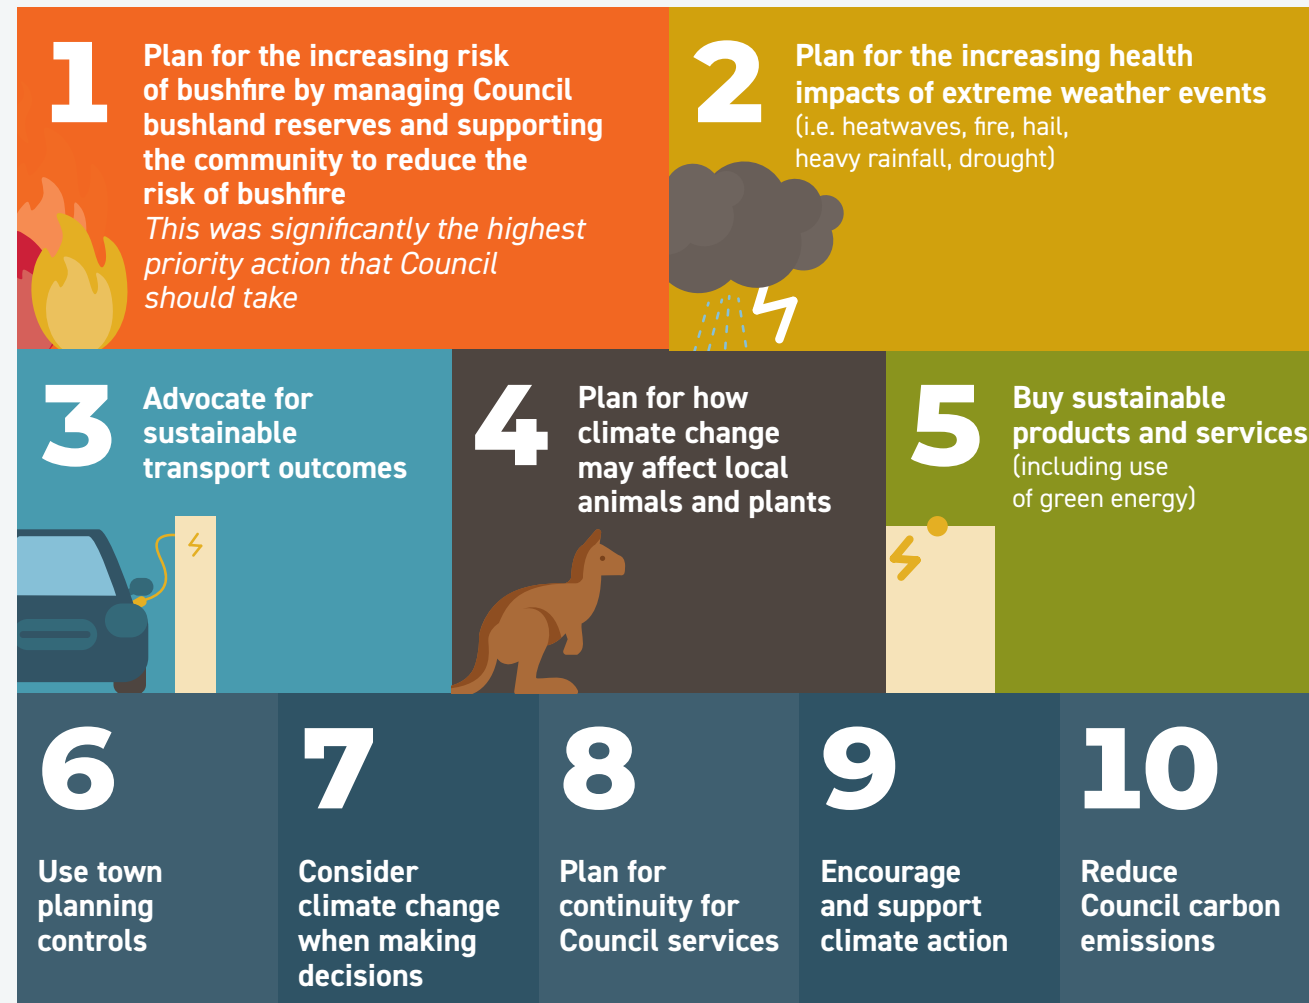 1
Plan for the increasing risk
of bushfire by managing Council
bushland reserves and supporting
the community to reduce the
risk of bushfire
This was significantly the highest
priority action that Council
should take
2
Plan for the increasing health
impacts of extreme weather events
(i.e. heatwaves, fire, hail,
heavy rainfall, drought)
3
Advocate for
sustainable
transport outcomes
4
Plan for how
climate change
may affect local
animals and plants
5
Buy sustainable
products and services
(including use
of green energy)
6
Use town
planning
controls
7
Consider
climate change
when making
decisions
8
Plan for
continuity for
Council services
9
Encourage
and support
climate action
10
Reduce
Council carbon
emissions